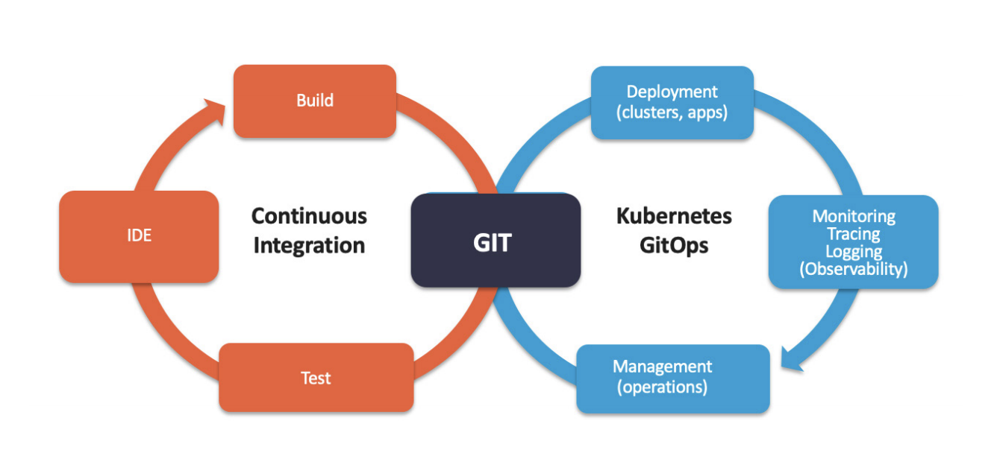 Build
IDE
Continuous
Integration
Test
GIT
Deployment
(clusters, apps)
Kubernetes
GitOps
Monitoring
Tracing
Logging
(Observability)
Management
(operations)